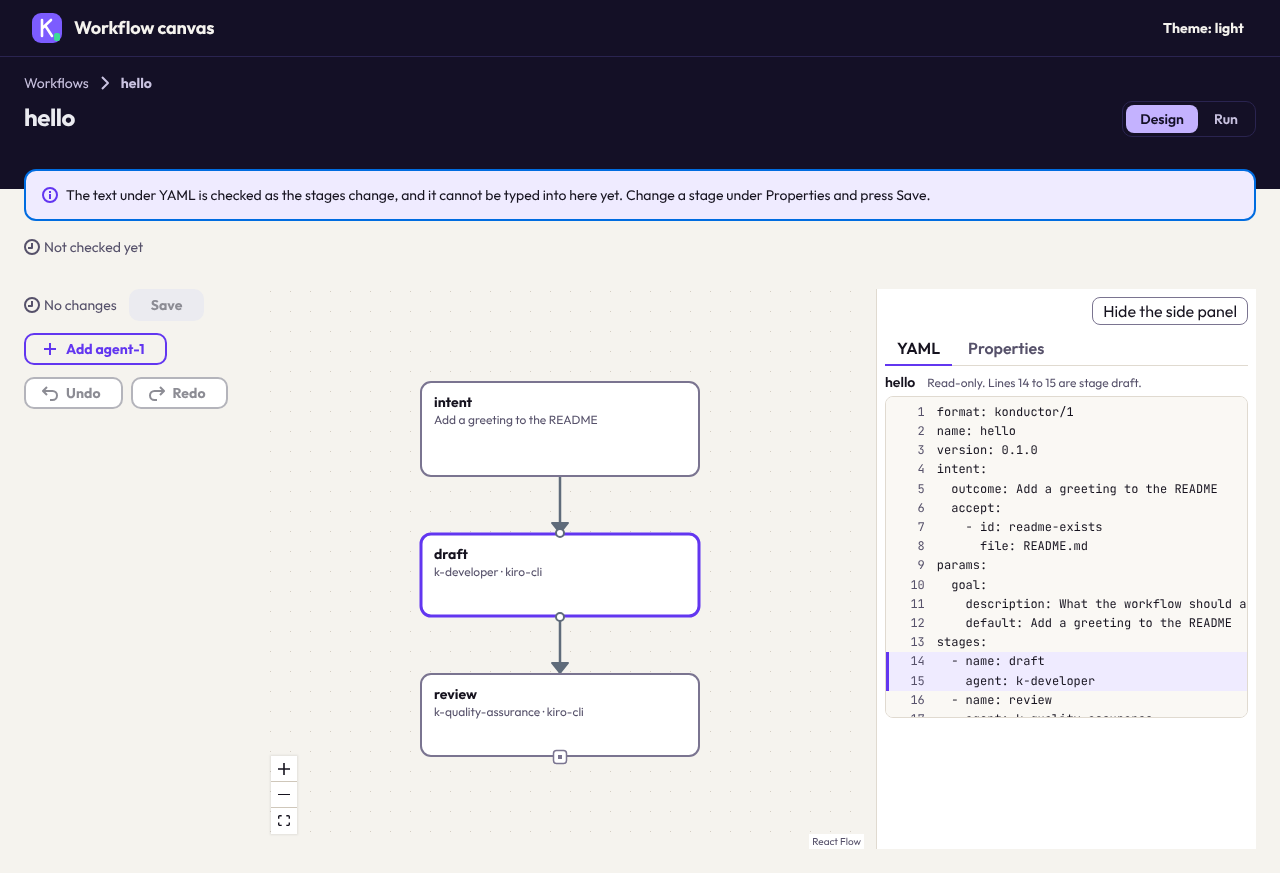 K
Workflow canvas
Theme: light
Workflows > hello
hello
Design
Run
The text under YAML is checked as the stages change, and it cannot be typed into here yet. Change a stage under Properties and press Save.
Not checked yet
No changes
Save
Add agent-1
Undo
Redo
intent
Add a greeting to the README
draft
k-developer · kiro-cli
review
k-quality-assurance · kiro-cli
React Flow
Hide the side panel
YAML
Properties
hello Read-only. Lines 14 to 15 are stage draft.
1 format: konductor/1
2 name: hello
3 version: 0.1.0
4 intent:
5   outcome: Add a greeting to the README
6   accept:
7     - id: readme-exists
8       file: README.md
9 params:
10   goal:
11     description: What the workflow should a
12     default: Add a greeting to the README
13 stages:
14   - name: draft
15     agent: k-developer
16   - name: review
17     agent: k-quality-assurance